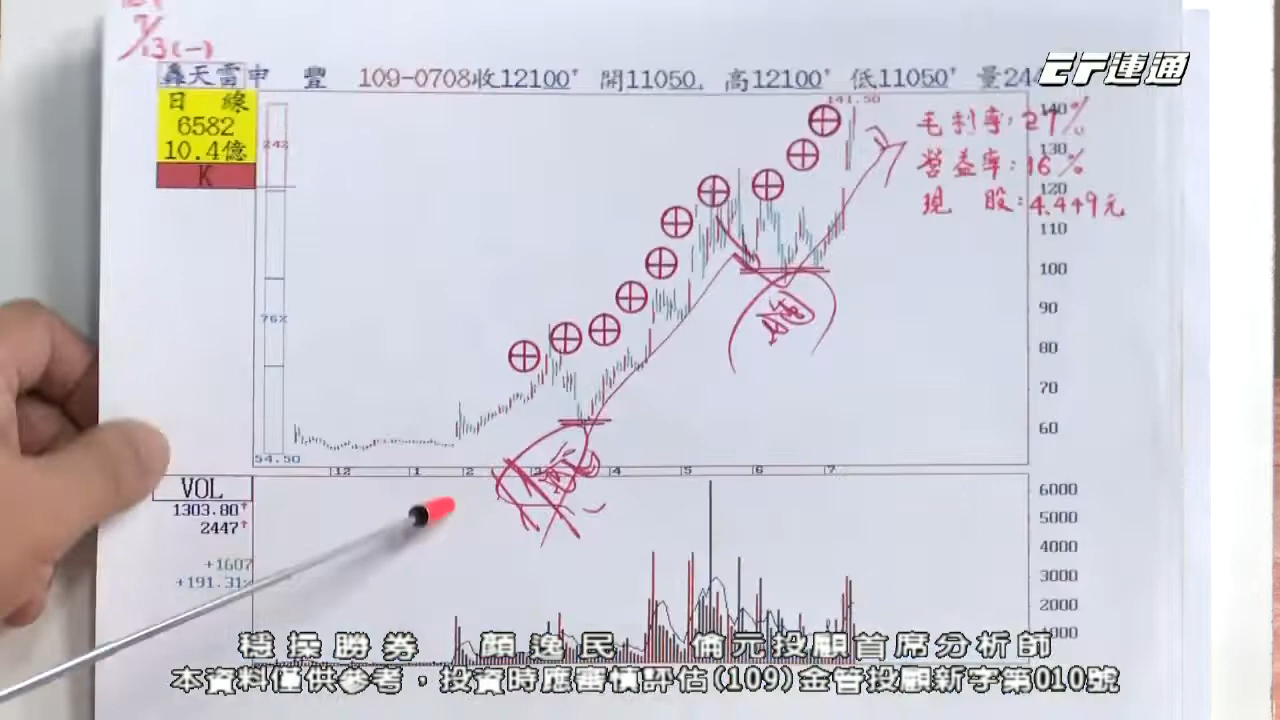 7/13(一)
EF運通
轟天雷申豐 109-0708收12100↑ 開11050. 高12100↑ 低11050↑ 量244
日線
6582
10.4億
K
141.50
毛利率:27%
營益率:16%
現股:4.449元
242
76%
140
130
120
110
100
90
80
70
60
54.50
12 1 2 3 4 5 6 7
VOL
1303.80↑
2447↑
+1607
+191.31%
6000
5000
4000
3000
2000
1000
穩操勝券 顏逸民 倫元投顧首席分析師
本資料僅供參考,投資時應審慎評估(109)金管投顧新字第010號